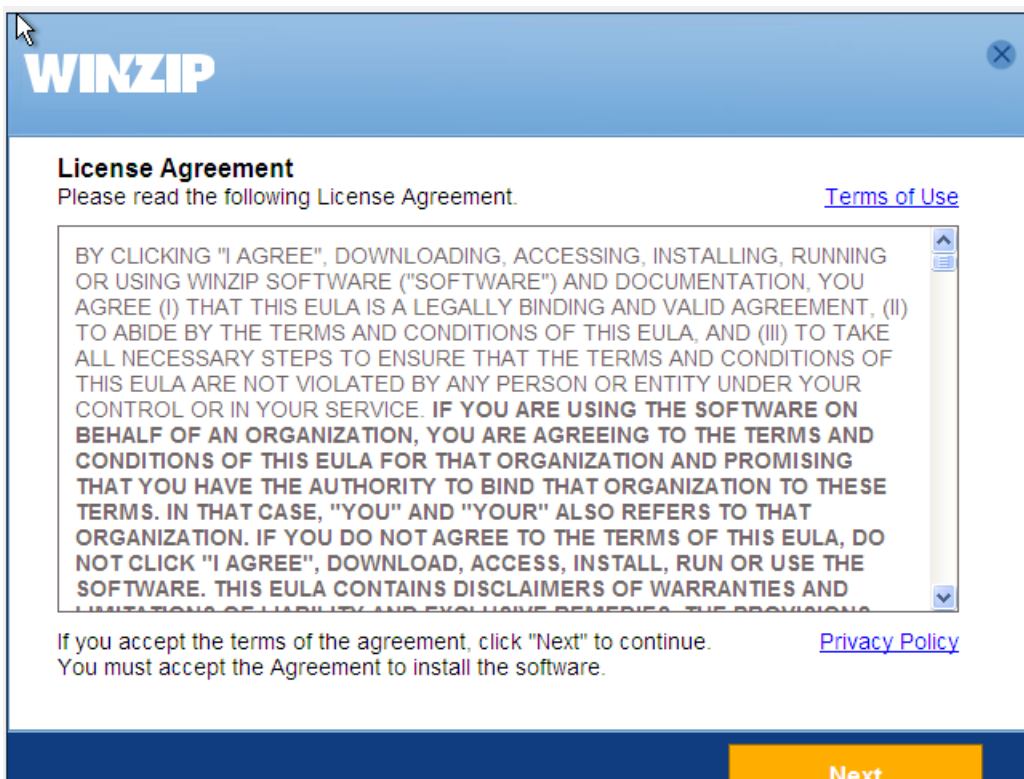 WINZIP
License Agreement
Please read the following License Agreement.
Terms of Use
BY CLICKING "I AGREE", DOWNLOADING, ACCESSING, INSTALLING, RUNNING
OR USING WINZIP SOFTWARE ("SOFTWARE") AND DOCUMENTATION, YOU
AGREE (I) THAT THIS EULA IS A LEGALLY BINDING AND VALID AGREEMENT, (II)
TO ABIDE BY THE TERMS AND CONDITIONS OF THIS EULA, AND (III) TO TAKE
ALL NECESSARY STEPS TO ENSURE THAT THE TERMS AND CONDITIONS OF
THIS EULA ARE NOT VIOLATED BY ANY PERSON OR ENTITY UNDER YOUR
CONTROL OR IN YOUR SERVICE. IF YOU ARE USING THE SOFTWARE ON
BEHALF OF AN ORGANIZATION, YOU ARE AGREEING TO THE TERMS AND
CONDITIONS OF THIS EULA FOR THAT ORGANIZATION AND PROMISING
THAT YOU HAVE THE AUTHORITY TO BIND THAT ORGANIZATION TO THESE
TERMS. IN THAT CASE, "YOU" AND "YOUR" ALSO REFERS TO THAT
ORGANIZATION. IF YOU DO NOT AGREE TO THE TERMS OF THIS EULA, DO
NOT CLICK "I AGREE", DOWNLOAD, ACCESS, INSTALL, RUN OR USE THE
SOFTWARE. THIS EULA CONTAINS DISCLAIMERS OF WARRANTIES AND
LIMITATIONS OF LIABILITY AND EXCLUSIVE REMEDIES. THE PROVISIONS
If you accept the terms of the agreement, click "Next" to continue.
Privacy Policy
You must accept the Agreement to install the software.
Next